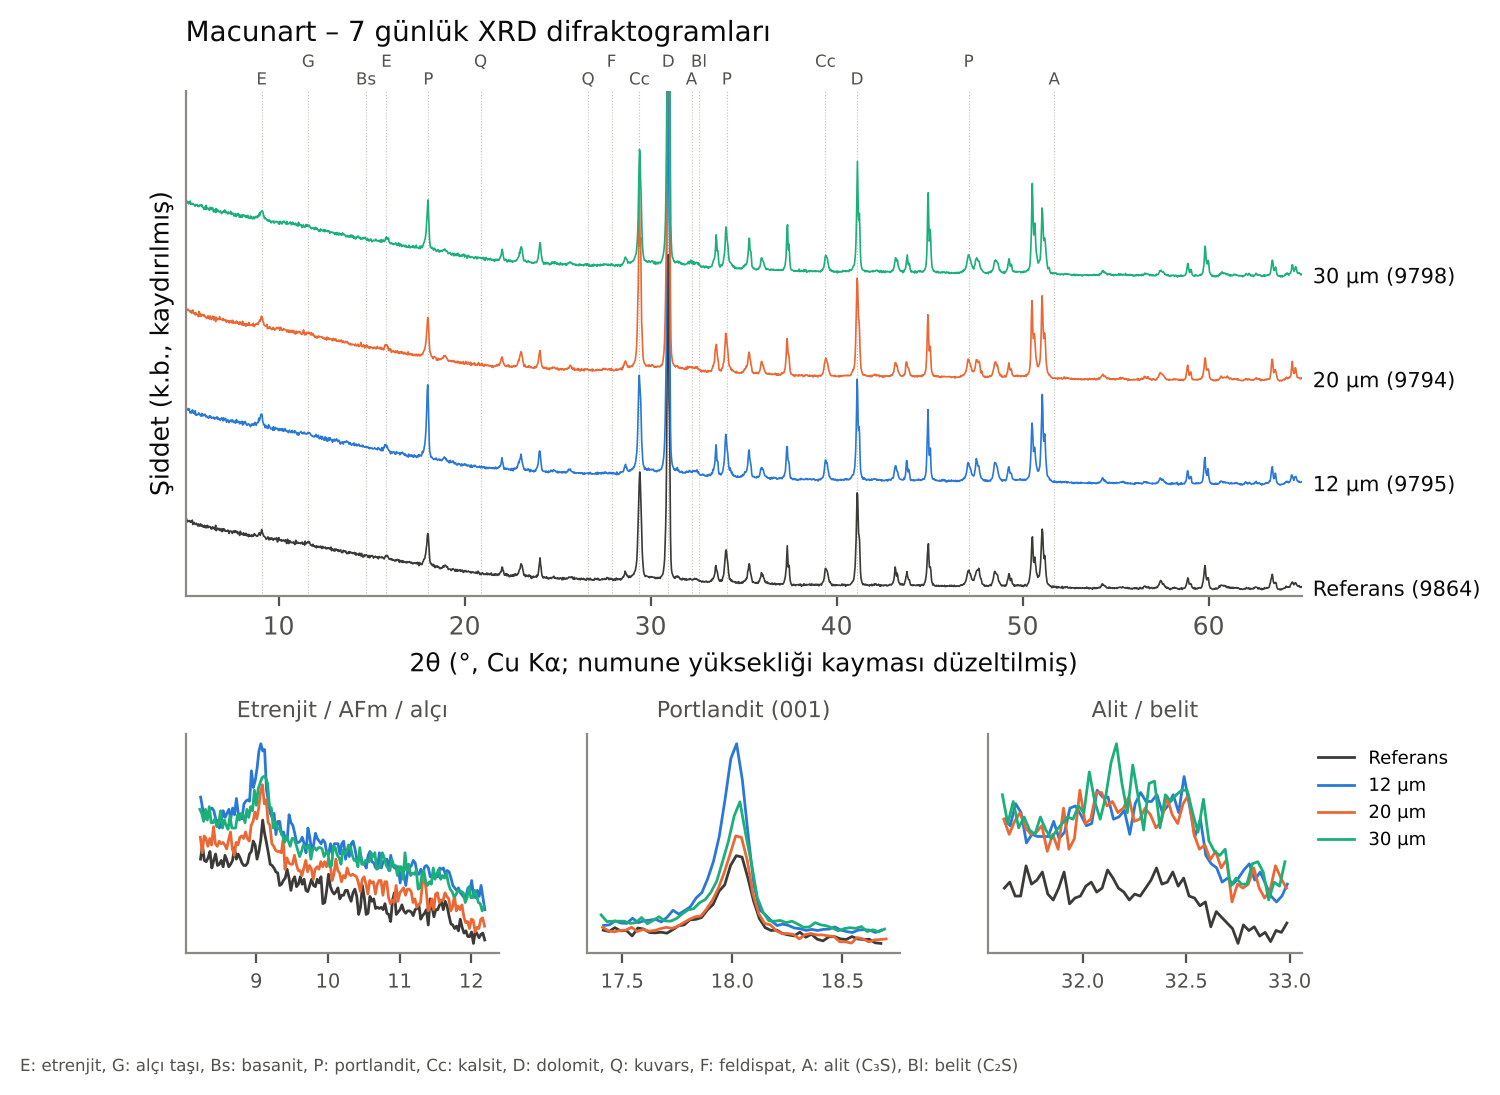 Macunart – 7 günlük XRD difraktogramları
G E Q F D Bl Cc P
E Bs P Q Cc A P D A
Şiddet (k.b., kaydırılmış)
30 µm (9798)
20 µm (9794)
12 µm (9795)
Referans (9864)
10 20 30 40 50 60
2θ (°, Cu Kα; numune yüksekliği kayması düzeltilmiş)
Etrenjit / AFm / alçı
Portlandit (001)
Alit / belit
Referans
12 µm
20 µm
30 µm
9 10 11 12
17.5 18.0 18.5
32.0 32.5 33.0
E: etrenjit, G: alçı taşı, Bs: basanit, P: portlandit, Cc: kalsit, D: dolomit, Q: kuvars, F: feldispat, A: alit (C₃S), Bl: belit (C₂S)